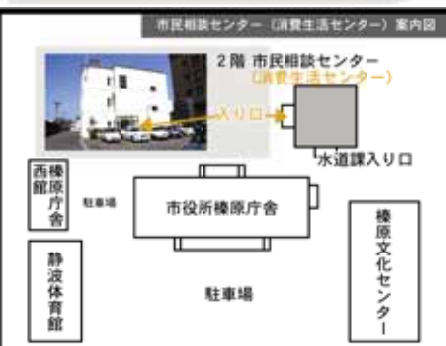 市民相談センター（消費生活センター）案内図
2階 市民相談センター
（消費生活センター）
入り口
水道課入り口
榛原庁舎
西館
駐車場
市役所榛原庁舎
静波体育館
駐車場
榛原文化センター